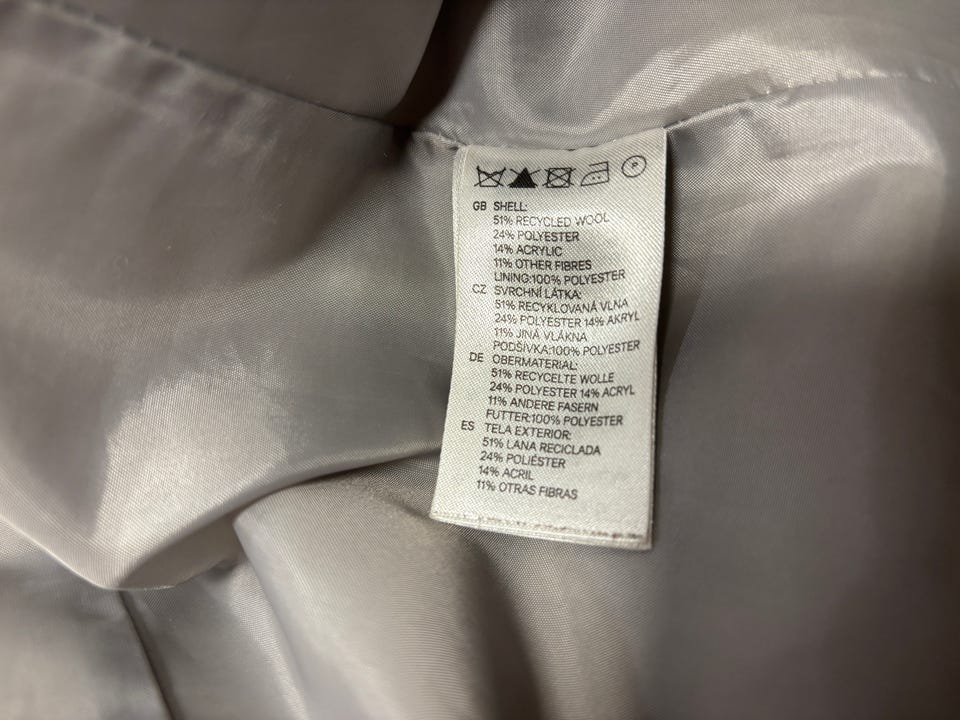 P
GB SHELL:
51% RECYCLED WOOL
24% POLYESTER
14% ACRYLIC
11% OTHER FIBRES
LINING:100% POLYESTER
CZ SVRCHNÍ LÁTKA:
51% RECYKLOVANÁ VLNA
24% POLYESTER 14% AKRYL
11% JINÁ VLÁKNA
PODŠÍVKA:100% POLYESTER
DE OBERMATERIAL:
51% RECYCELTE WOLLE
24% POLYESTER 14% ACRYL
11% ANDERE FASERN
FUTTER:100% POLYESTER
ES TELA EXTERIOR:
51% LANA RECICLADA
24% POLIÉSTER
14% ACRIL
11% OTRAS FIBRAS